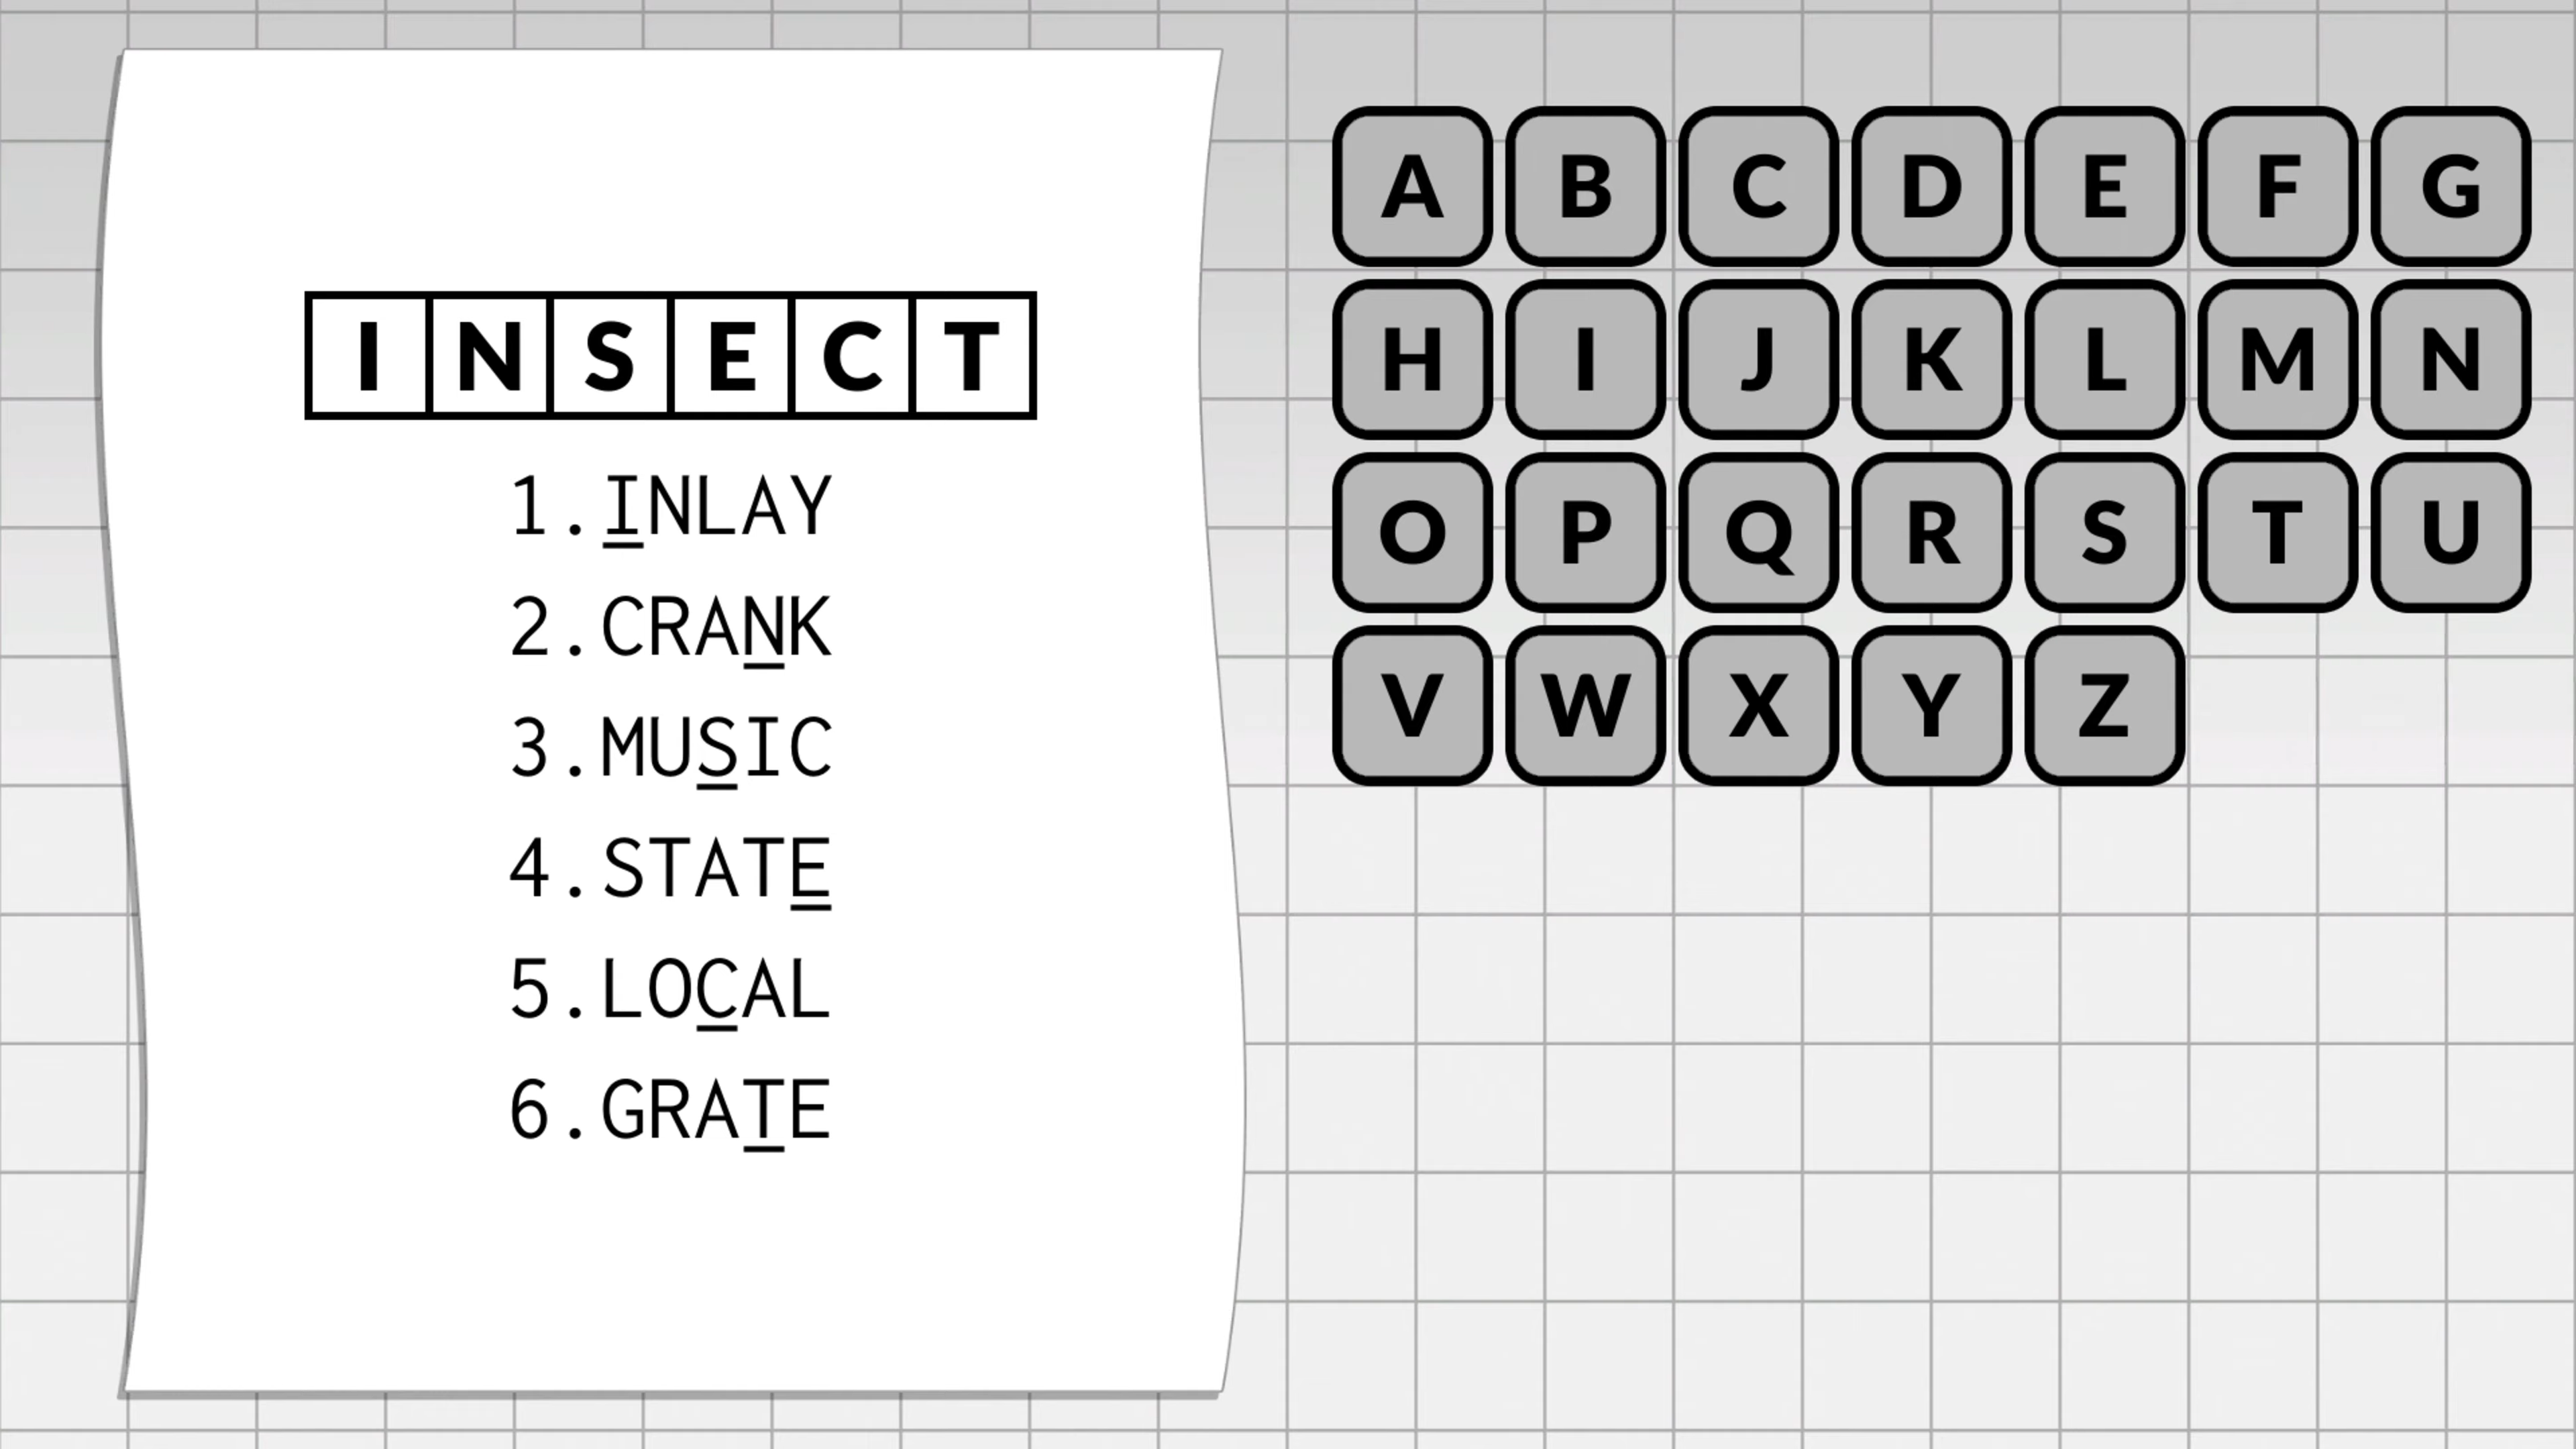 INSECT
1.INLAY
2.CRANK
3.MUSIC
4.STATE
5.LOCAL
6.GRATE
A B C D E F G
H I J K L M N
O P Q R S T U
V W X Y Z